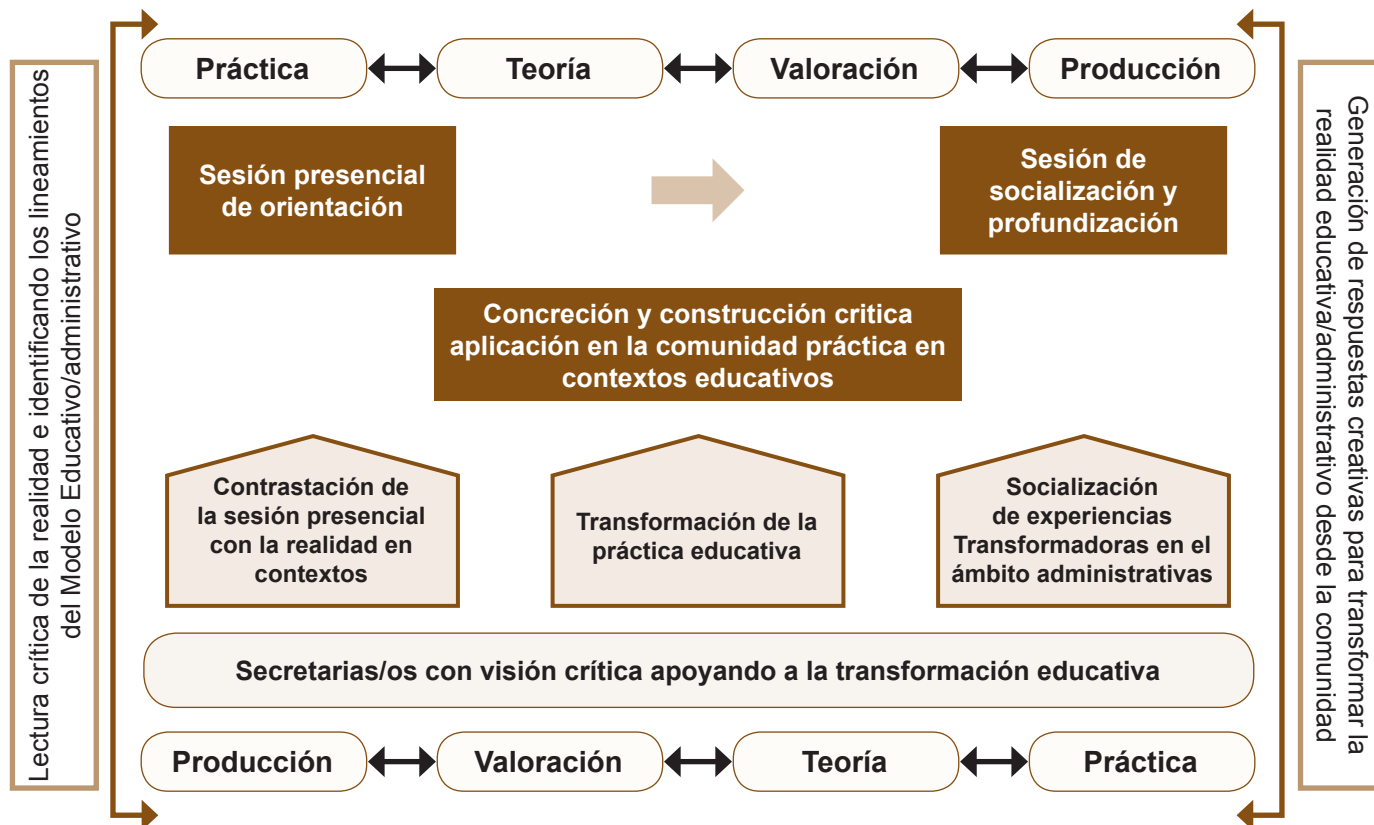 Lectura crítica de la realidad e identificando los lineamientos
del Modelo Educativo/administrativo
Práctica
Teoría
Valoración
Producción
Sesión presencial
de orientación
Sesión de
socialización y
profundización
Concreción y construcción critica
aplicación en la comunidad práctica en
contextos educativos
Contrastación de
la sesión presencial
con la realidad en
contextos
Transformación de la
práctica educativa
Socialización
de experiencias
Transformadoras en el
ámbito administrativas
Secretarias/os con visión crítica apoyando a la transformación educativa
Producción
Valoración
Teoría
Práctica
Generación de respuestas creativas para transformar la
realidad educativa/administrativo desde la comunidad